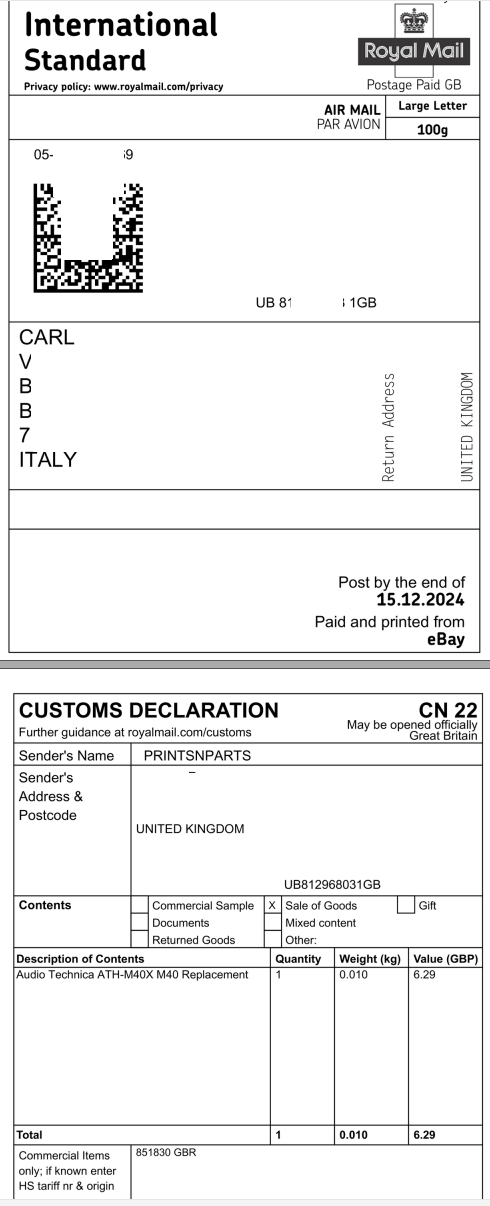 International
Standard
Privacy policy: www.royalmail.com/privacy
Royal Mail
Postage Paid GB
AIR MAIL
PAR AVION
Large Letter
100g
05- 9
UB 81 1GB
CARL
V
B
B
7
ITALY
Return Address
UNITED KINGDOM
Post by the end of
15.12.2024
Paid and printed from
eBay
CUSTOMS DECLARATION
CN 22
Further guidance at royalmail.com/customs
May be opened officially
Great Britain
Sender's Name PRINTSNPARTS
Sender's
Address &
Postcode
UNITED KINGDOM
UB812968031GB
Contents
Commercial Sample X Sale of Goods Gift
Documents Mixed content
Returned Goods Other:
Description of Contents Quantity Weight (kg) Value (GBP)
Audio Technica ATH-M40X M40 Replacement 1 0.010 6.29
Total 1 0.010 6.29
Commercial Items
only; if known enter
HS tariff nr & origin
851830 GBR